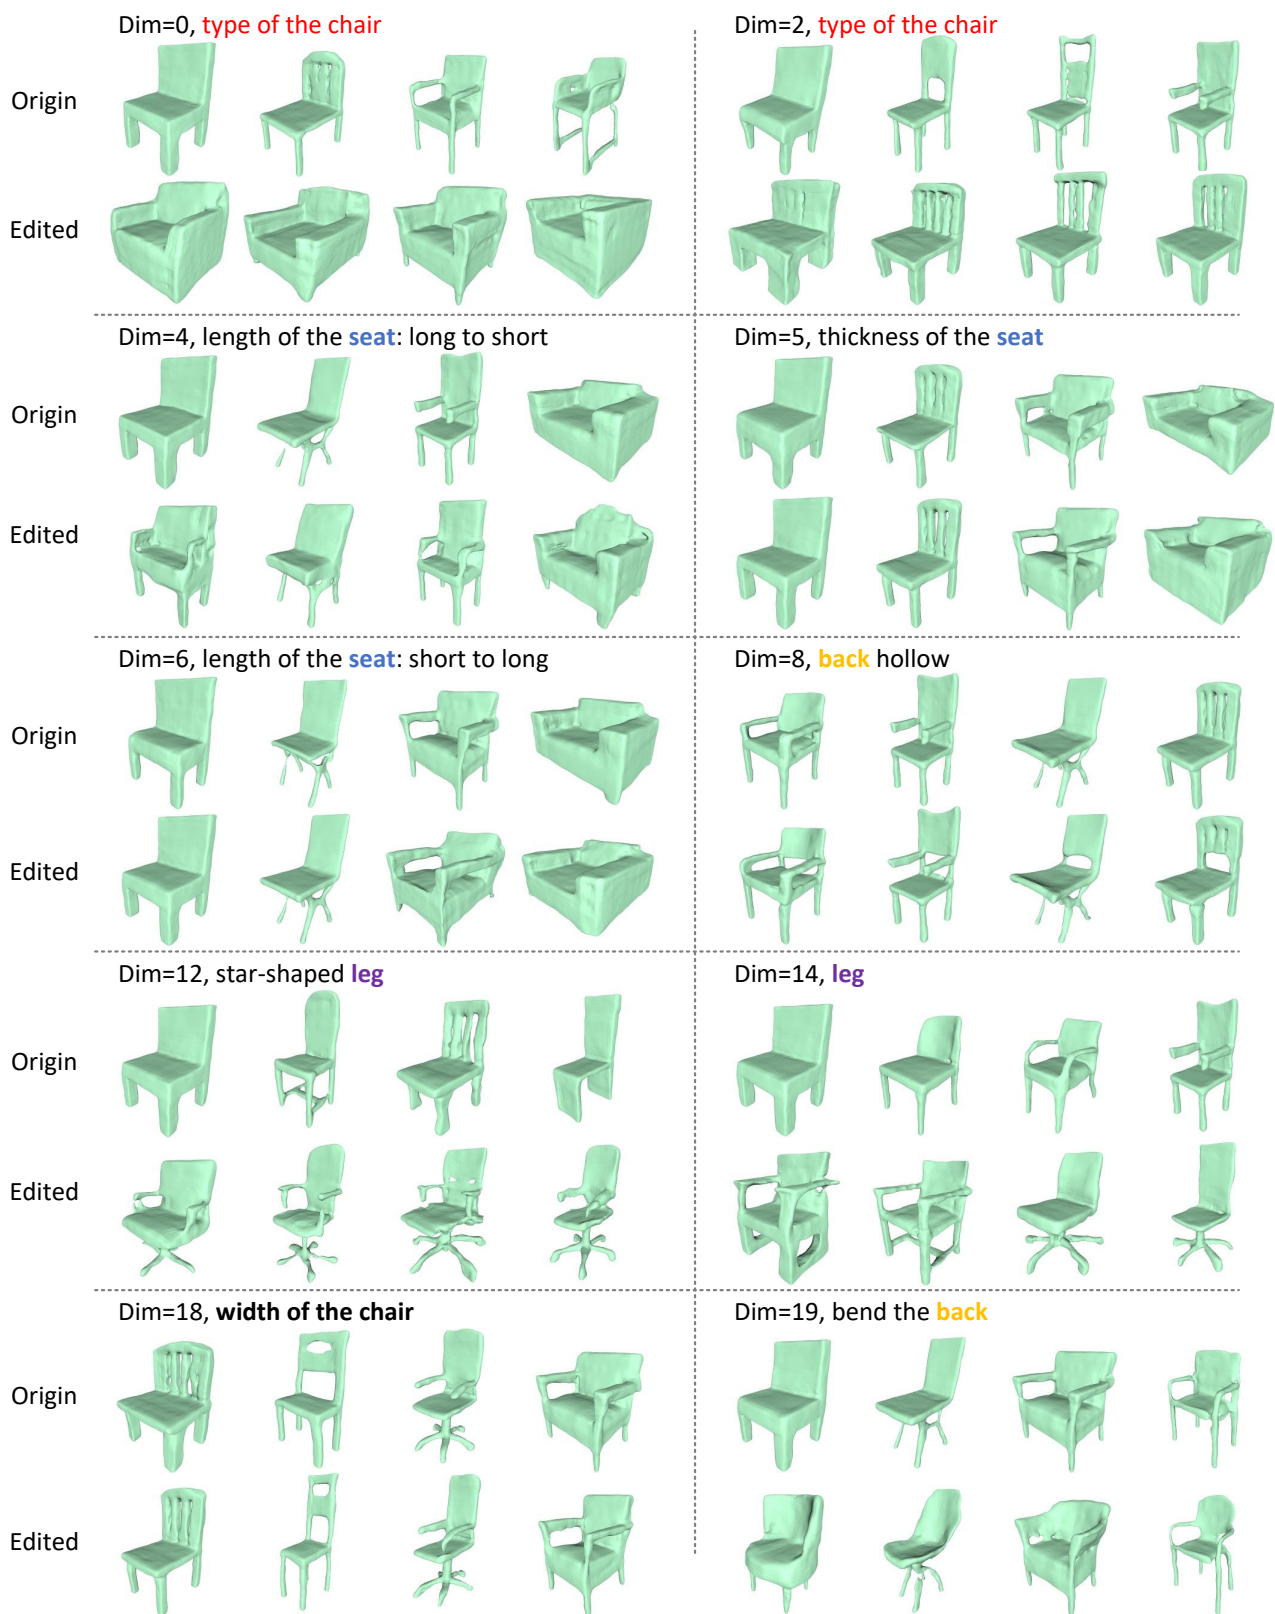 Dim=0, type of the chair
Dim=2, type of the chair
Origin
Edited
Dim=4, length of the seat: long to short
Dim=5, thickness of the seat
Origin
Edited
Dim=6, length of the seat: short to long
Dim=8, back hollow
Origin
Edited
Dim=12, star-shaped leg
Dim=14, leg
Origin
Edited
Dim=18, width of the chair
Dim=19, bend the back
Origin
Edited